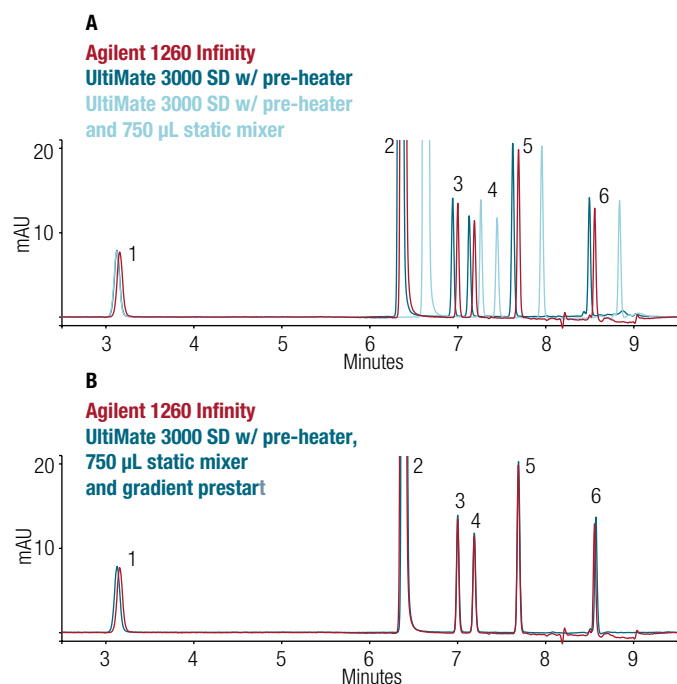 A
Agilent 1260 Infinity
UltiMate 3000 SD w/ pre-heater
UltiMate 3000 SD w/ pre-heater
and 750 µL static mixer
20
10
mAU
1
2
3
4
5
6
3 4 5 6 7 8 9
Minutes
B
Agilent 1260 Infinity
UltiMate 3000 SD w/ pre-heater,
750 µL static mixer
and gradient prestart
20
10
mAU
1
2
3
4
5
6
3 4 5 6 7 8 9
Minutes